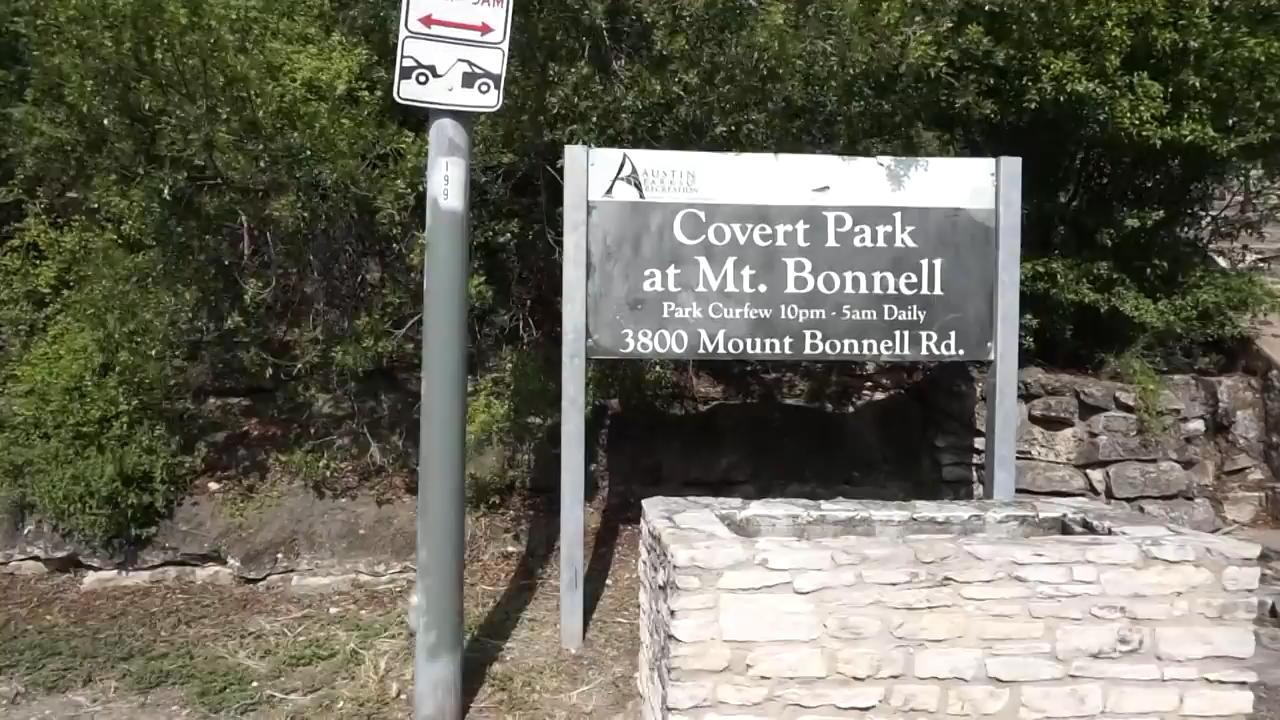 5AM
199
AUSTIN
PARKS &
RECREATION
Covert Park
at Mt. Bonnell
Park Curfew 10pm - 5am Daily
3800 Mount Bonnell Rd.